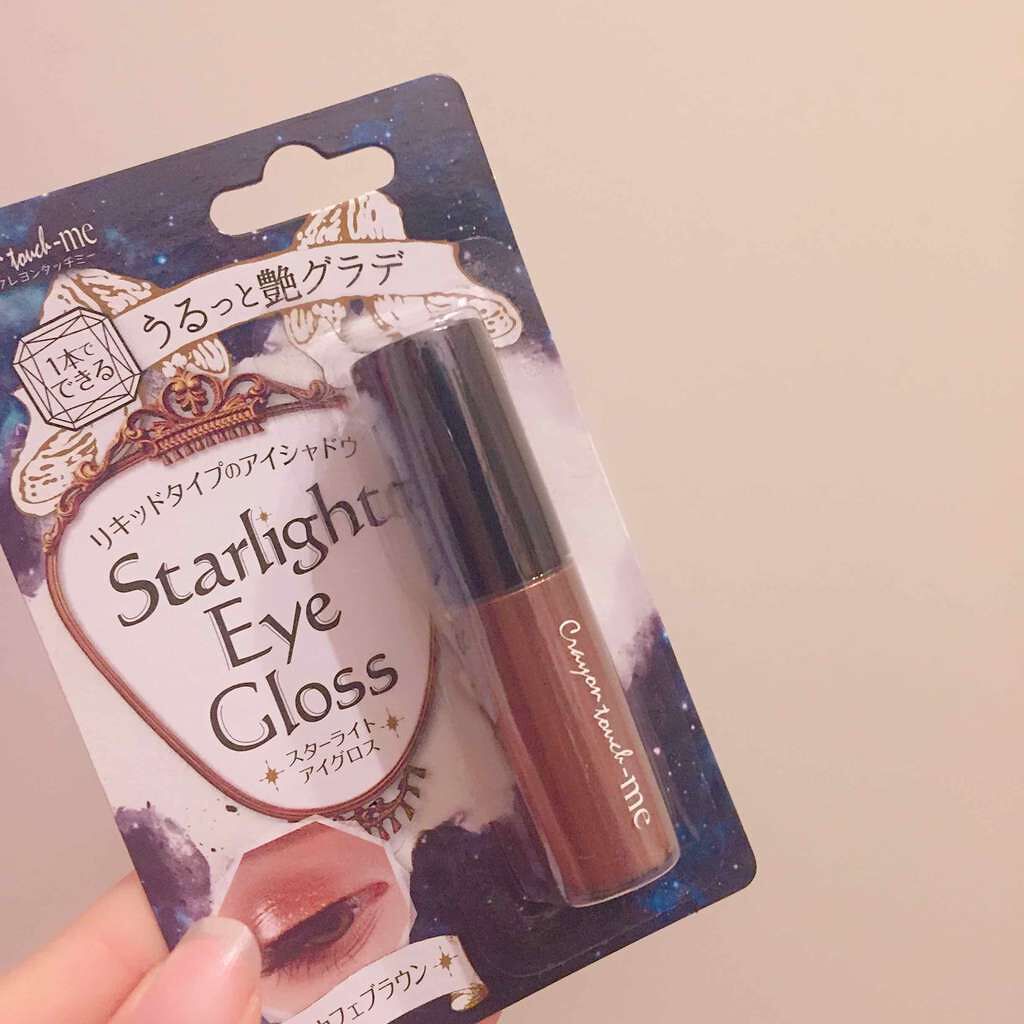 touch-me
クレヨンタッチミー
うるっと艶グラデ
1本で
できる
リキッドタイプのアイシャドウ
Starlight
Eye
Gloss
スターライト
アイグロス
Crayon touch-me
カフェブラウン